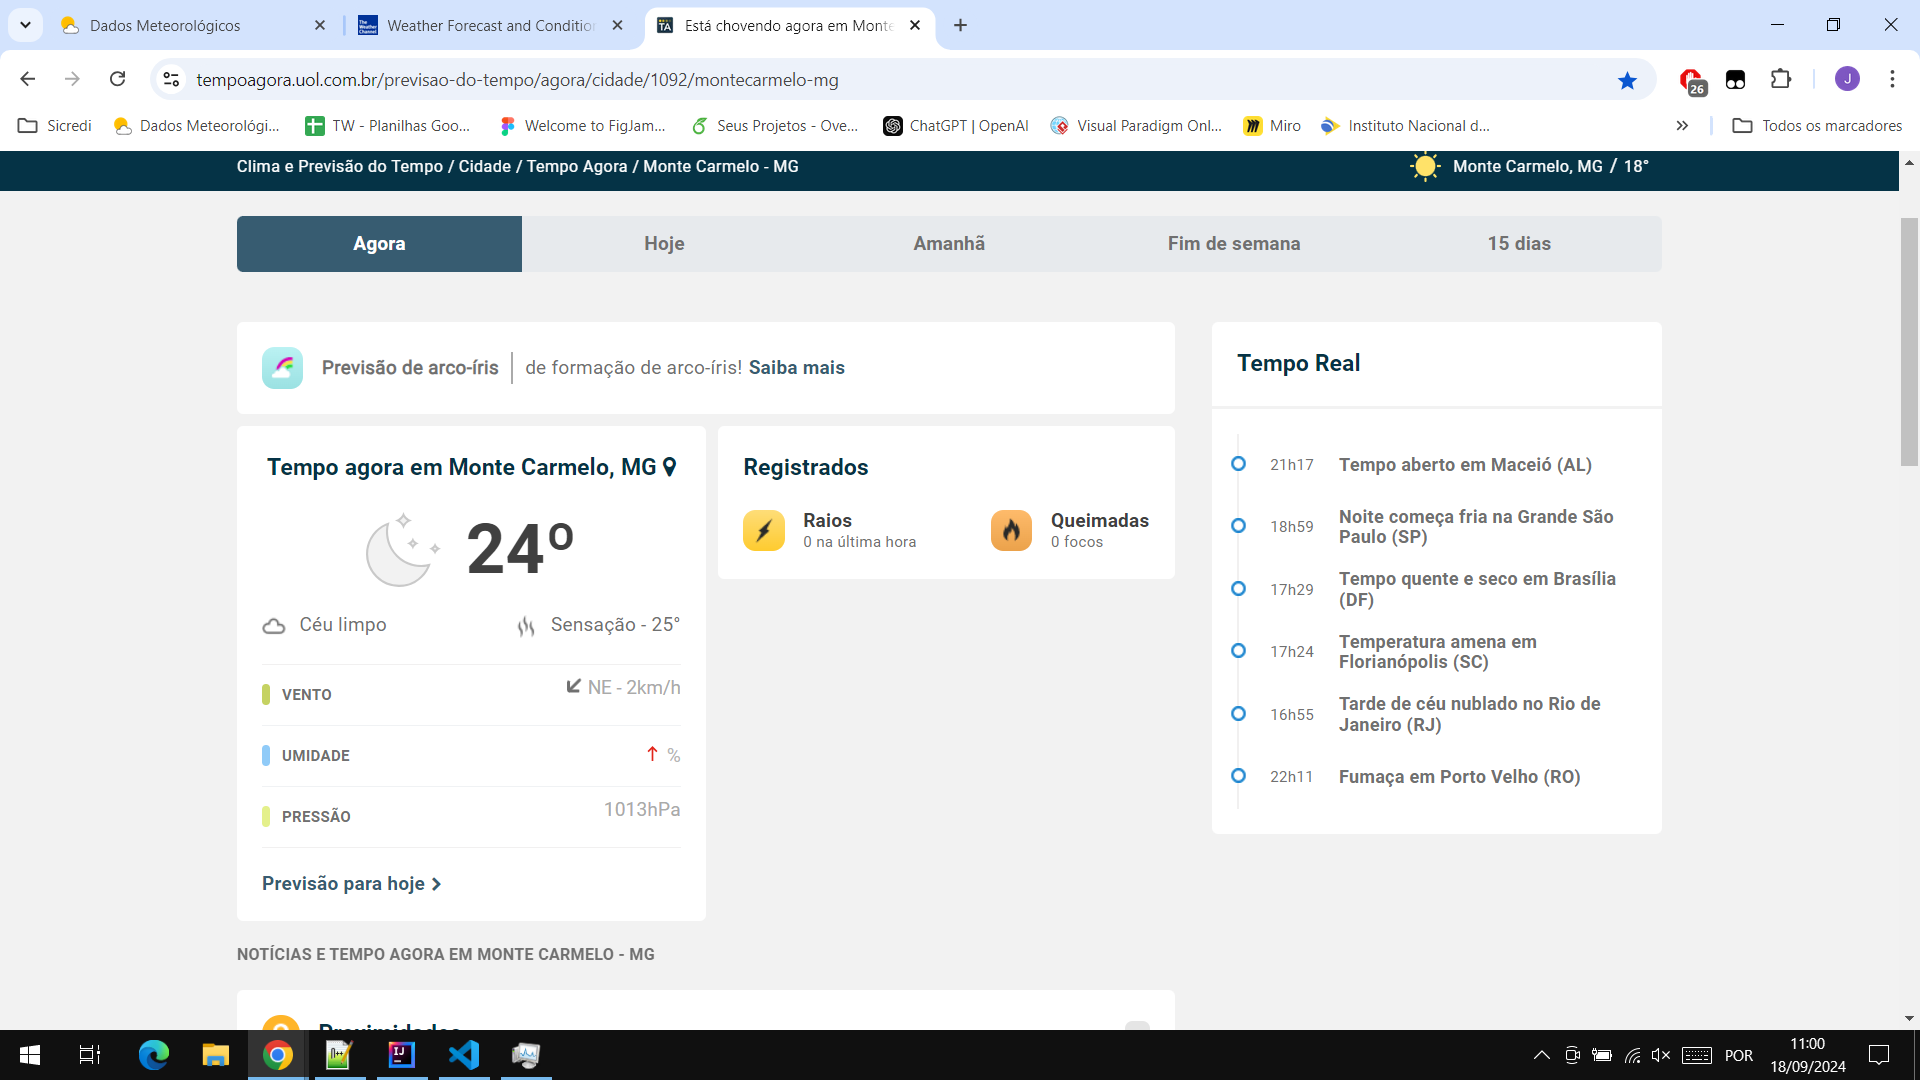 Dados Meteorológicos
Weather Forecast and Conditio
Está chovendo agora em Monte
tempoagora.uol.com.br/previsao-do-tempo/agora/cidade/1092/montecarmelo-mg
26
J
Sicredi
Dados Meteorológi...
TW - Planilhas Goo...
Welcome to FigJam...
Seus Projetos - Ove...
ChatGPT | OpenAI
Visual Paradigm Onl...
Miro
Instituto Nacional d...
Todos os marcadores
Clima e Previsão do Tempo / Cidade / Tempo Agora / Monte Carmelo - MG
Monte Carmelo, MG / 18°
Agora
Hoje
Amanhã
Fim de semana
15 dias
Previsão de arco-íris
de formação de arco-íris! Saiba mais
Tempo agora em Monte Carmelo, MG
24º
Céu limpo
Sensação - 25°
VENTO
NE - 2km/h
UMIDADE
%
PRESSÃO
1013hPa
Previsão para hoje
Registrados
Raios
0 na última hora
Queimadas
0 focos
Tempo Real
21h17
Tempo aberto em Maceió (AL)
18h59
Noite começa fria na Grande São
Paulo (SP)
17h29
Tempo quente e seco em Brasília
(DF)
17h24
Temperatura amena em
Florianópolis (SC)
16h55
Tarde de céu nublado no Rio de
Janeiro (RJ)
22h11
Fumaça em Porto Velho (RO)
NOTÍCIAS E TEMPO AGORA EM MONTE CARMELO - MG
Proximidades
POR
11:00
18/09/2024